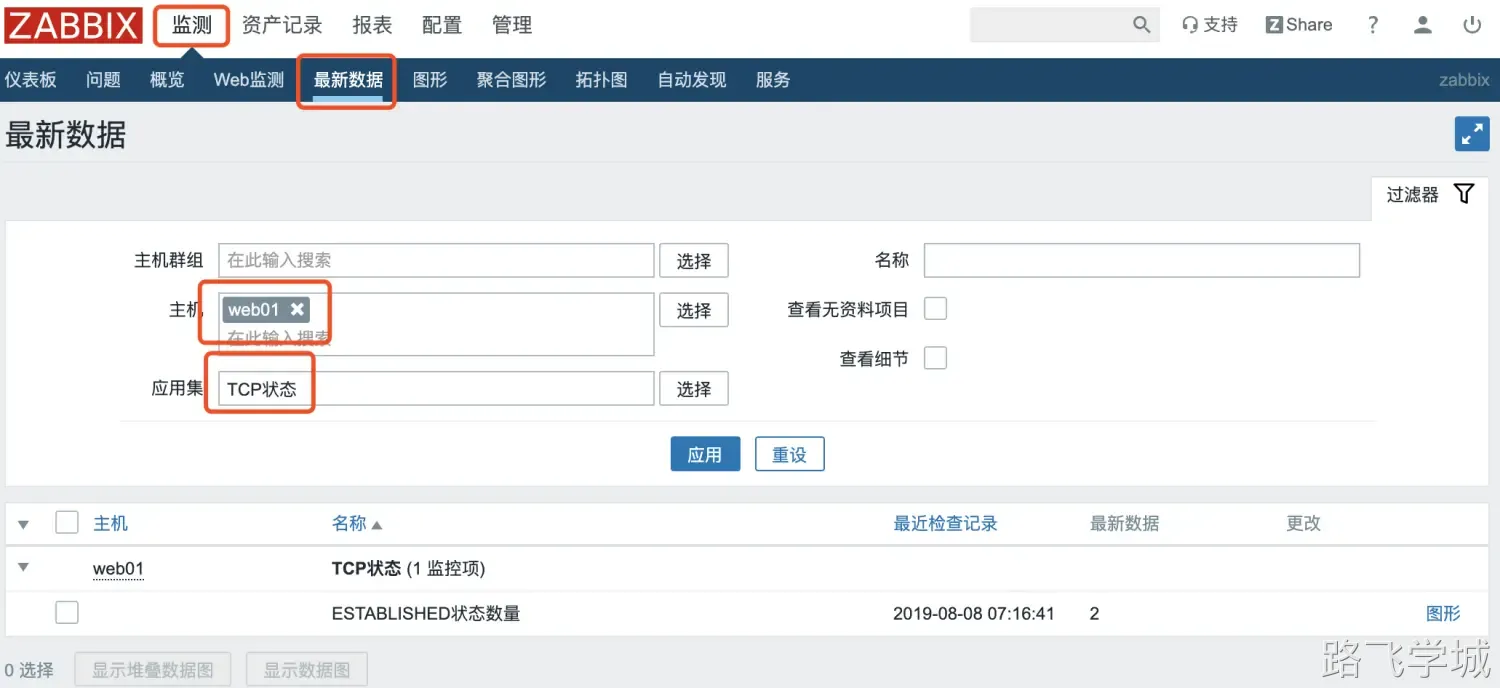 ZABBIX 监测 资产记录 报表 配置 管理 支持 Z Share ?
仪表板 问题 概览 Web监测 最新数据 图形 聚合图形 拓扑图 自动发现 服务 zabbix
最新数据
过滤器
主机群组 在此输入搜索 选择 名称
主机 web01 选择 查看无资料项目
在此输入搜索
查看细节
应用集 TCP状态 选择
应用 重设
主机 名称 最近检查记录 最新数据 更改
web01 TCP状态 (1 监控项)
ESTABLISHED状态数量 2019-08-08 07:16:41 2 图形
0 选择 显示堆叠数据图 显示数据图
路飞学城